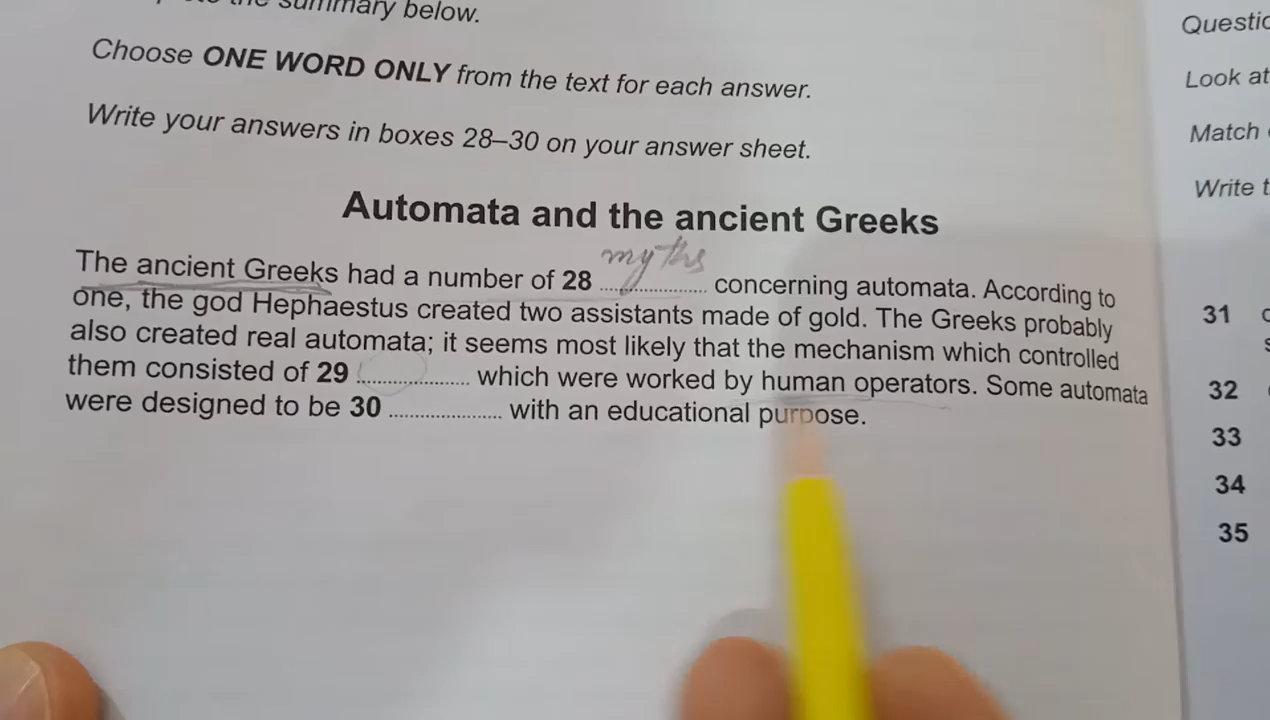 the summary below.
Choose ONE WORD ONLY from the text for each answer.
Write your answers in boxes 28–30 on your answer sheet.
Automata and the ancient Greeks
myths
The ancient Greeks had a number of 28 .................... concerning automata. According to
one, the god Hephaestus created two assistants made of gold. The Greeks probably
also created real automata; it seems most likely that the mechanism which controlled
them consisted of 29 .................... which were worked by human operators. Some automata
were designed to be 30 .................... with an educational purpose.
Look at
Match
Write
31
32
33
34
35